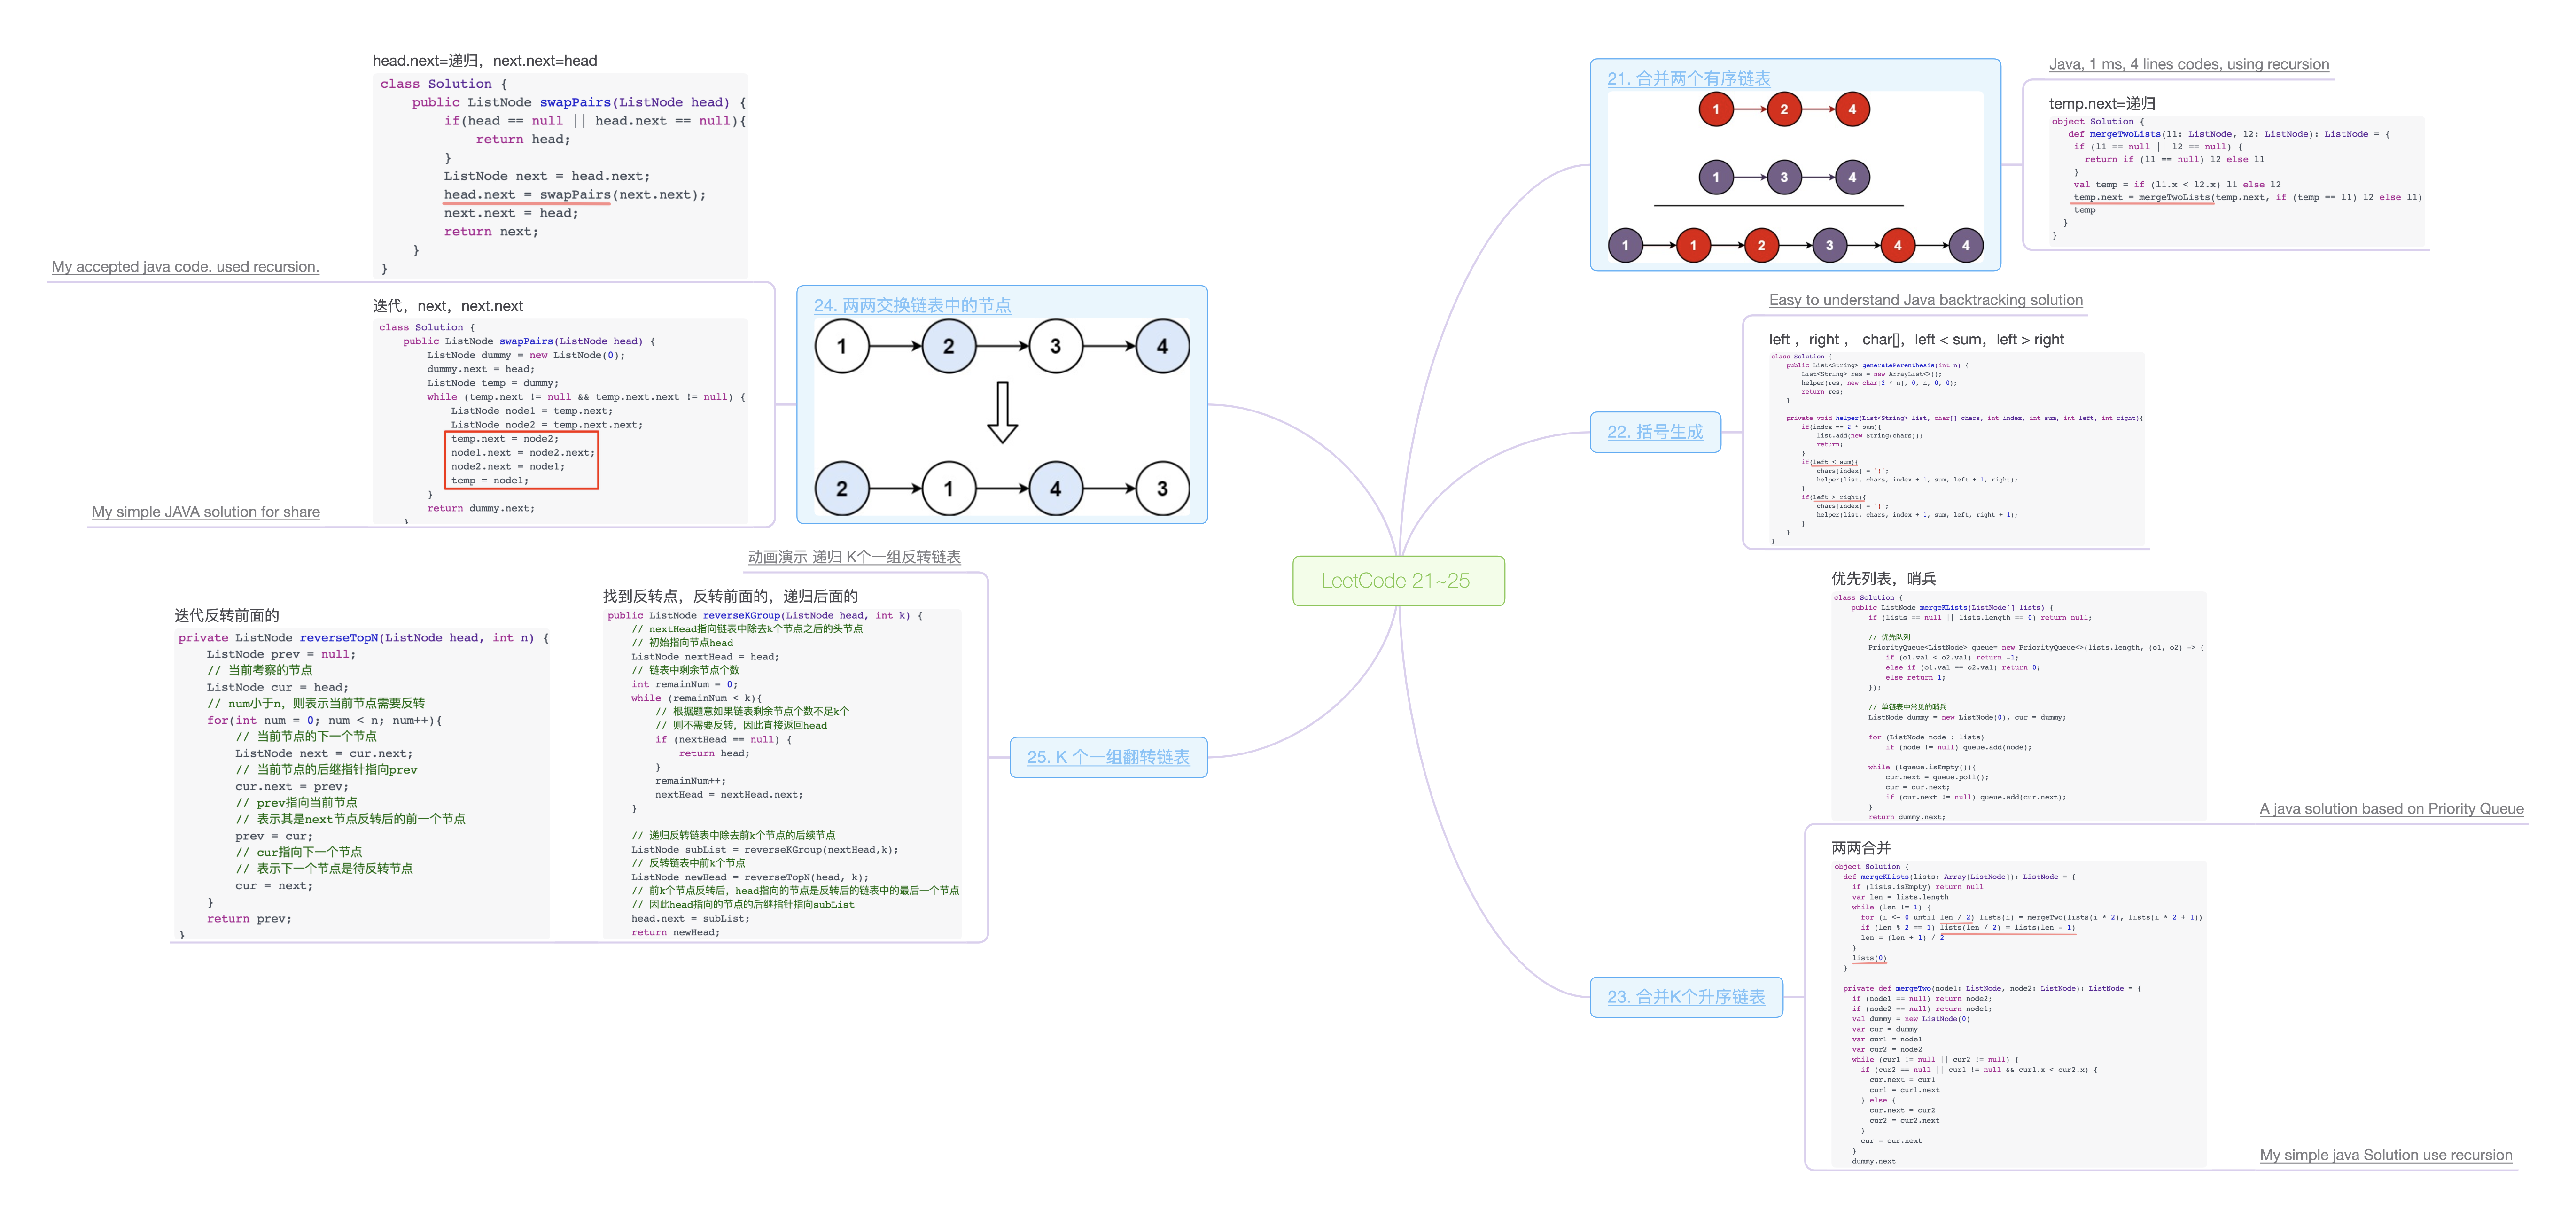 LeetCode 21~25
21. 合并两个有序链表
1
2
4
1
3
4
1
1
2
3
4
4
Java, 1 ms, 4 lines codes, using recursion
temp.next=递归
object Solution {
def mergeTwoLists(l1: ListNode, l2: ListNode): ListNode = {
if (l1 == null || l2 == null) {
return if (l1 == null) l2 else l1
}
val temp = if (l1.x < l2.x) l1 else l2
temp.next = mergeTwoLists(temp.next, if (temp == l1) l2 else l1)
temp
}
}
22. 括号生成
Easy to understand Java backtracking solution
left ，right ， char[]，left < sum，left > right
class Solution {
public List<String> generateParenthesis(int n) {
List<String> res = new ArrayList<>();
helper(res, new char[2 * n], 0, n, 0, 0);
return res;
}
private void helper(List<String> list, char[] chars, int index, int sum, int left, int right){
if(index == 2 * sum){
list.add(new String(chars));
return;
}
if(left < sum){
chars[index] = '(';
helper(list, chars, index + 1, sum, left + 1, right);
}
if(left > right){
chars[index] = ')';
helper(list, chars, index + 1, sum, left, right + 1);
}
}
}
23. 合并K个升序链表
优先列表，哨兵
class Solution {
public ListNode mergeKLists(ListNode[] lists) {
if (lists == null || lists.length == 0) return null;
// 优先队列
PriorityQueue<ListNode> queue= new PriorityQueue<>(lists.length, (o1, o2) -> {
if (o1.val < o2.val) return -1;
else if (o1.val == o2.val) return 0;
else return 1;
});
// 单链表中常见的哨兵
ListNode dummy = new ListNode(0), cur = dummy;
for (ListNode node : lists)
if (node != null) queue.add(node);
while (!queue.isEmpty()){
cur.next = queue.poll();
cur = cur.next;
if (cur.next != null) queue.add(cur.next);
}
return dummy.next;
A java solution based on Priority Queue
两两合并
object Solution {
def mergeKLists(lists: Array[ListNode]): ListNode = {
if (lists.isEmpty) return null
var len = lists.length
while (len != 1) {
for (i <- 0 until len / 2) lists(i) = mergeTwo(lists(i * 2), lists(i * 2 + 1))
if (len % 2 == 1) lists(len / 2) = lists(len - 1)
len = (len + 1) / 2
}
lists(0)
}
private def mergeTwo(node1: ListNode, node2: ListNode): ListNode = {
if (node1 == null) return node2;
if (node2 == null) return node1;
val dummy = new ListNode(0)
var cur = dummy
var cur1 = node1
var cur2 = node2
while (cur1 != null || cur2 != null) {
if (cur2 == null || cur1 != null && cur1.x < cur2.x) {
cur.next = cur1
cur1 = cur1.next
} else {
cur.next = cur2
cur2 = cur2.next
}
cur = cur.next
}
dummy.next
My simple java Solution use recursion
24. 两两交换链表中的节点
1
2
3
4
2
1
4
3
head.next=递归，next.next=head
class Solution {
public ListNode swapPairs(ListNode head) {
if(head == null || head.next == null){
return head;
}
ListNode next = head.next;
head.next = swapPairs(next.next);
next.next = head;
return next;
}
}
My accepted java code. used recursion.
迭代，next，next.next
class Solution {
public ListNode swapPairs(ListNode head) {
ListNode dummy = new ListNode(0);
dummy.next = head;
ListNode temp = dummy;
while (temp.next != null && temp.next.next != null) {
ListNode node1 = temp.next;
ListNode node2 = temp.next.next;
temp.next = node2;
node1.next = node2.next;
node2.next = node1;
temp = node1;
}
return dummy.next;
}
My simple JAVA solution for share
25. K 个一组翻转链表
动画演示 递归 K个一组反转链表
找到反转点，反转前面的，递归后面的
public ListNode reverseKGroup(ListNode head, int k) {
// nextHead指向链表中除去k个节点之后的头节点
// 初始指向节点head
ListNode nextHead = head;
// 链表中剩余节点个数
int remainNum = 0;
while (remainNum < k){
// 根据题意如果链表剩余节点个数不足k个
// 则不需要反转，因此直接返回head
if (nextHead == null) {
return head;
}
remainNum++;
nextHead = nextHead.next;
}
// 递归反转链表中除去前k个节点的后续节点
ListNode subList = reverseKGroup(nextHead,k);
// 反转链表中前k个节点
ListNode newHead = reverseTopN(head, k);
// 前k个节点反转后，head指向的节点是反转后的链表中的最后一个节点
// 因此head指向的节点的后继指针指向subList
head.next = subList;
return newHead;
迭代反转前面的
private ListNode reverseTopN(ListNode head, int n) {
ListNode prev = null;
// 当前考察的节点
ListNode cur = head;
// num小于n，则表示当前节点需要反转
for(int num = 0; num < n; num++){
// 当前节点的下一个节点
ListNode next = cur.next;
// 当前节点的后继指针指向prev
cur.next = prev;
// prev指向当前节点
// 表示其是next节点反转后的前一个节点
prev = cur;
// cur指向下一个节点
// 表示下一个节点是待反转节点
cur = next;
}
return prev;
}